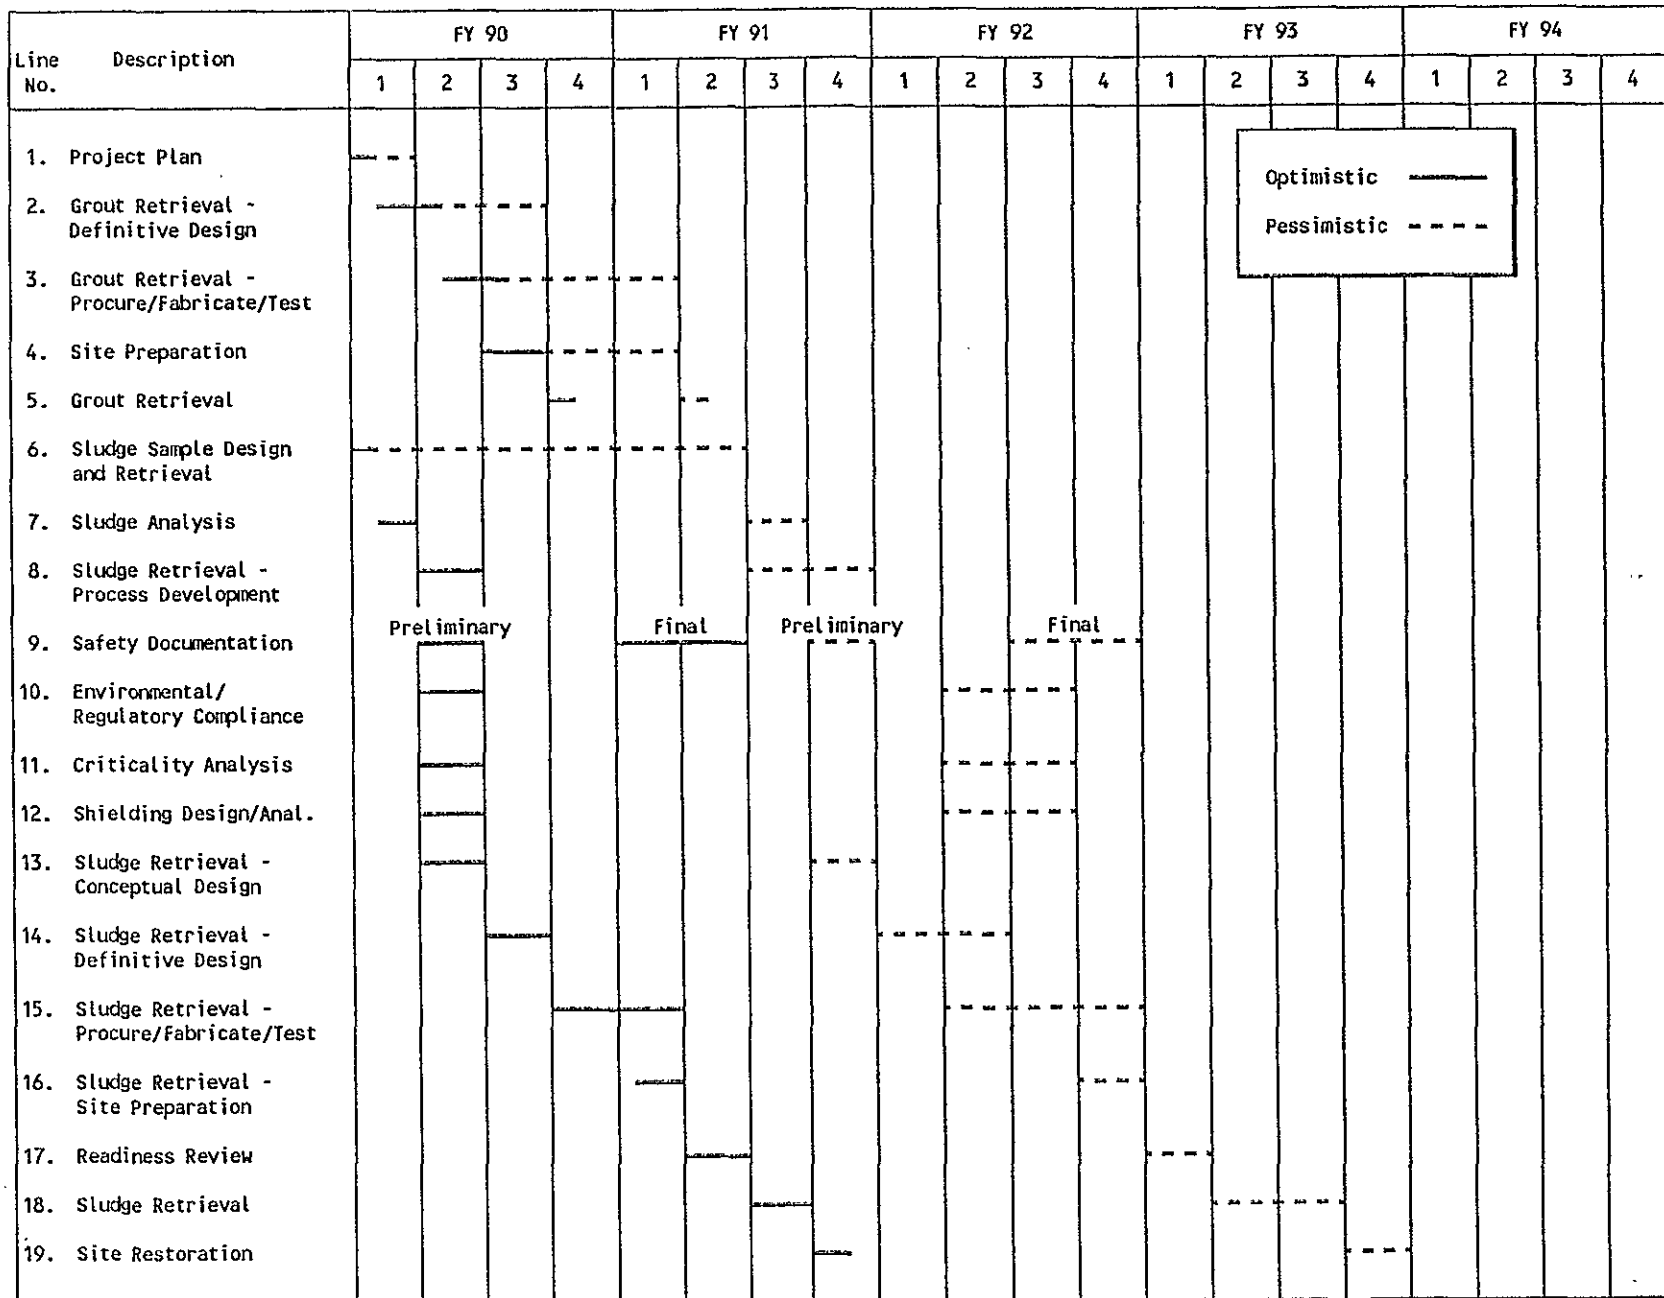 Line No. Description FY 90 FY 91 FY 92 FY 93 FY 94
1 2 3 4 1 2 3 4 1 2 3 4 1 2 3 4 1 2 3 4
Optimistic
Pessimistic
1. Project Plan
2. Grout Retrieval -
Definitive Design
3. Grout Retrieval -
Procure/Fabricate/Test
4. Site Preparation
5. Grout Retrieval
6. Sludge Sample Design
and Retrieval
7. Sludge Analysis
8. Sludge Retrieval -
Process Development
Preliminary Final Preliminary Final
9. Safety Documentation
10. Environmental/
Regulatory Compliance
11. Criticality Analysis
12. Shielding Design/Anal.
13. Sludge Retrieval -
Conceptual Design
14. Sludge Retrieval -
Definitive Design
15. Sludge Retrieval -
Procure/Fabricate/Test
16. Sludge Retrieval -
Site Preparation
17. Readiness Review
18. Sludge Retrieval
19. Site Restoration